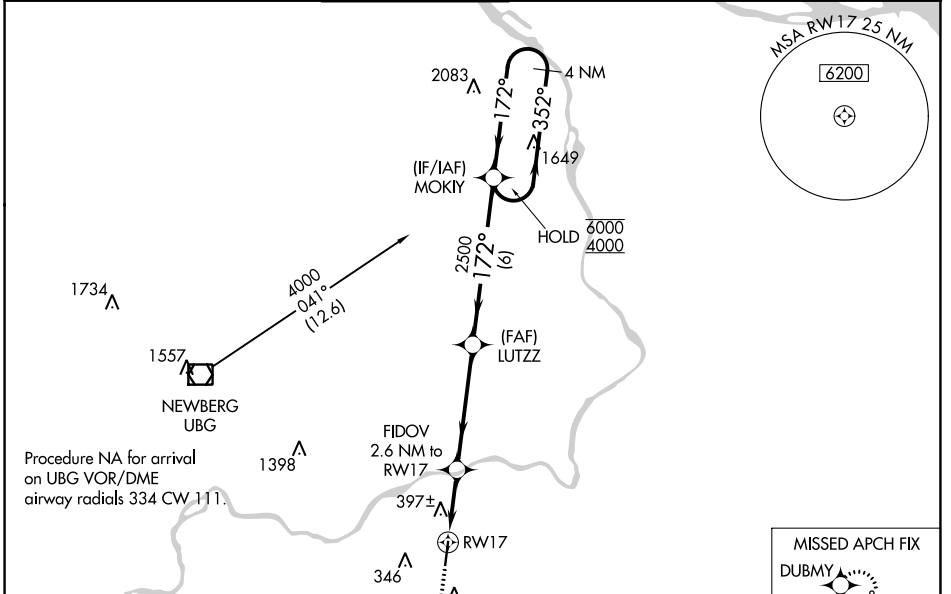 MSA RW17 25 NM
6200
2083
4 NM
172°
352°
1649
(IF/IAF)
MOKIY
HOLD
6000
4000
2500
172°
(6)
4000
041°
(12.6)
1734
(FAF)
LUTZZ
1557
NEWBERG
UBG
FIDOV
2.6 NM to
RW17
1398
Procedure NA for arrival
on UBG VOR/DME
airway radials 334 CW 111.
397±
RW17
346
MISSED APCH FIX
DUBMY